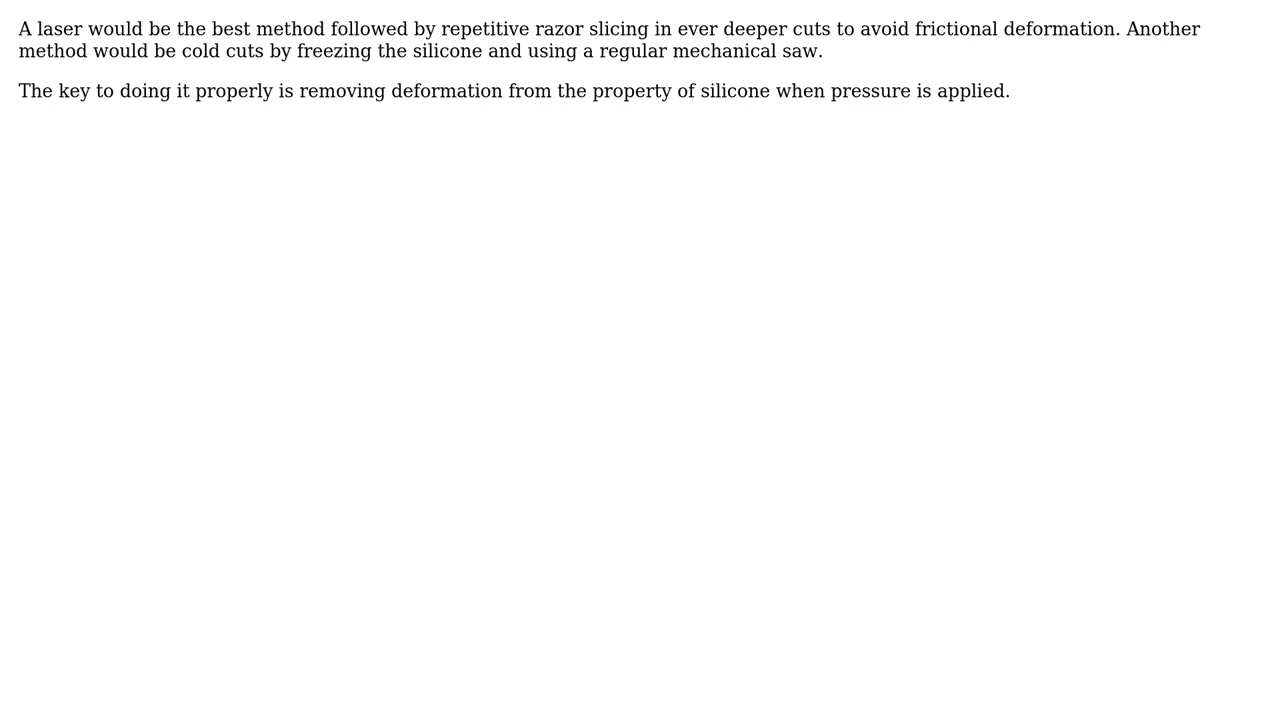 A laser would be the best method followed by repetitive razor slicing in ever deeper cuts to avoid frictional deformation. Another
method would be cold cuts by freezing the silicone and using a regular mechanical saw.
The key to doing it properly is removing deformation from the property of silicone when pressure is applied.